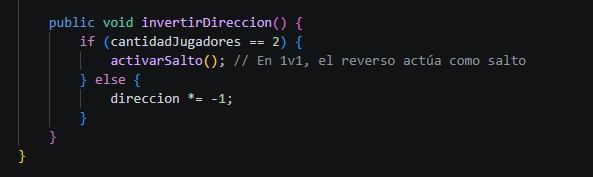 public void invertirDireccion() {
if (cantidadJugadores == 2) {
activarSalto(); // En 1v1, el reverso actúa como salto
} else {
direccion *= -1;
}
}
}